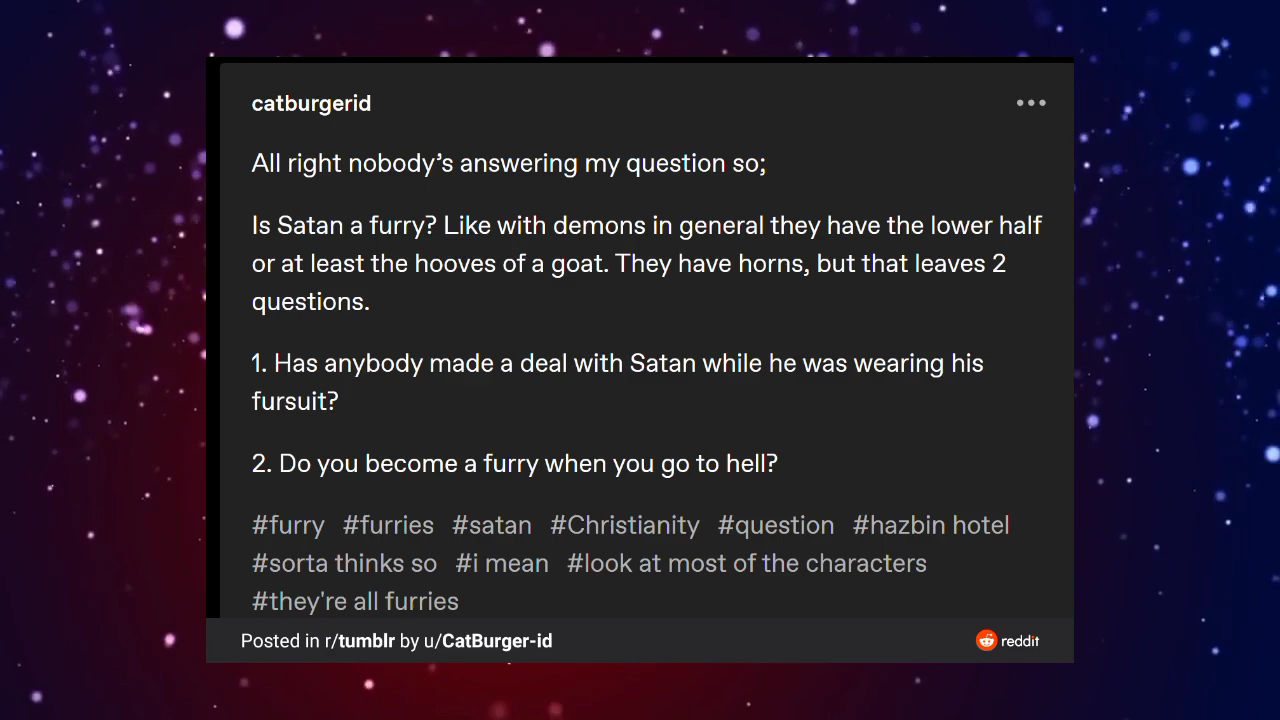 catburgerid
All right nobody’s answering my question so;
Is Satan a furry? Like with demons in general they have the lower half
or at least the hooves of a goat. They have horns, but that leaves 2
questions.
1. Has anybody made a deal with Satan while he was wearing his
fursuit?
2. Do you become a furry when you go to hell?
#furry #furries #satan #Christianity #question #hazbin hotel
#sorta thinks so #i mean #look at most of the characters
#they're all furries
Posted in r/tumblr by u/CatBurger-id
reddit